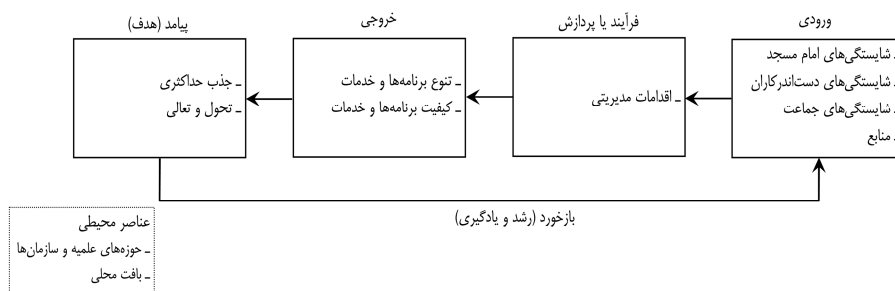 ورودی
ـ شایستگی‌های امام مسجد
ـ شایستگی‌های دست‌اندرکاران
ـ شایستگی‌های جماعت
ـ منابع
فرآیند یا پردازش
ـ اقدامات مدیریتی
خروجی
ـ تنوع برنامه‌ها و خدمات
ـ کیفیت برنامه‌ها و خدمات
پیامد (هدف)
ـ جذب حداکثری
ـ تحول و تعالی
بازخورد (رشد و یادگیری)
عناصر محیطی
ـ حوزه‌های علمیه و سازمان‌ها
ـ بافت محلی